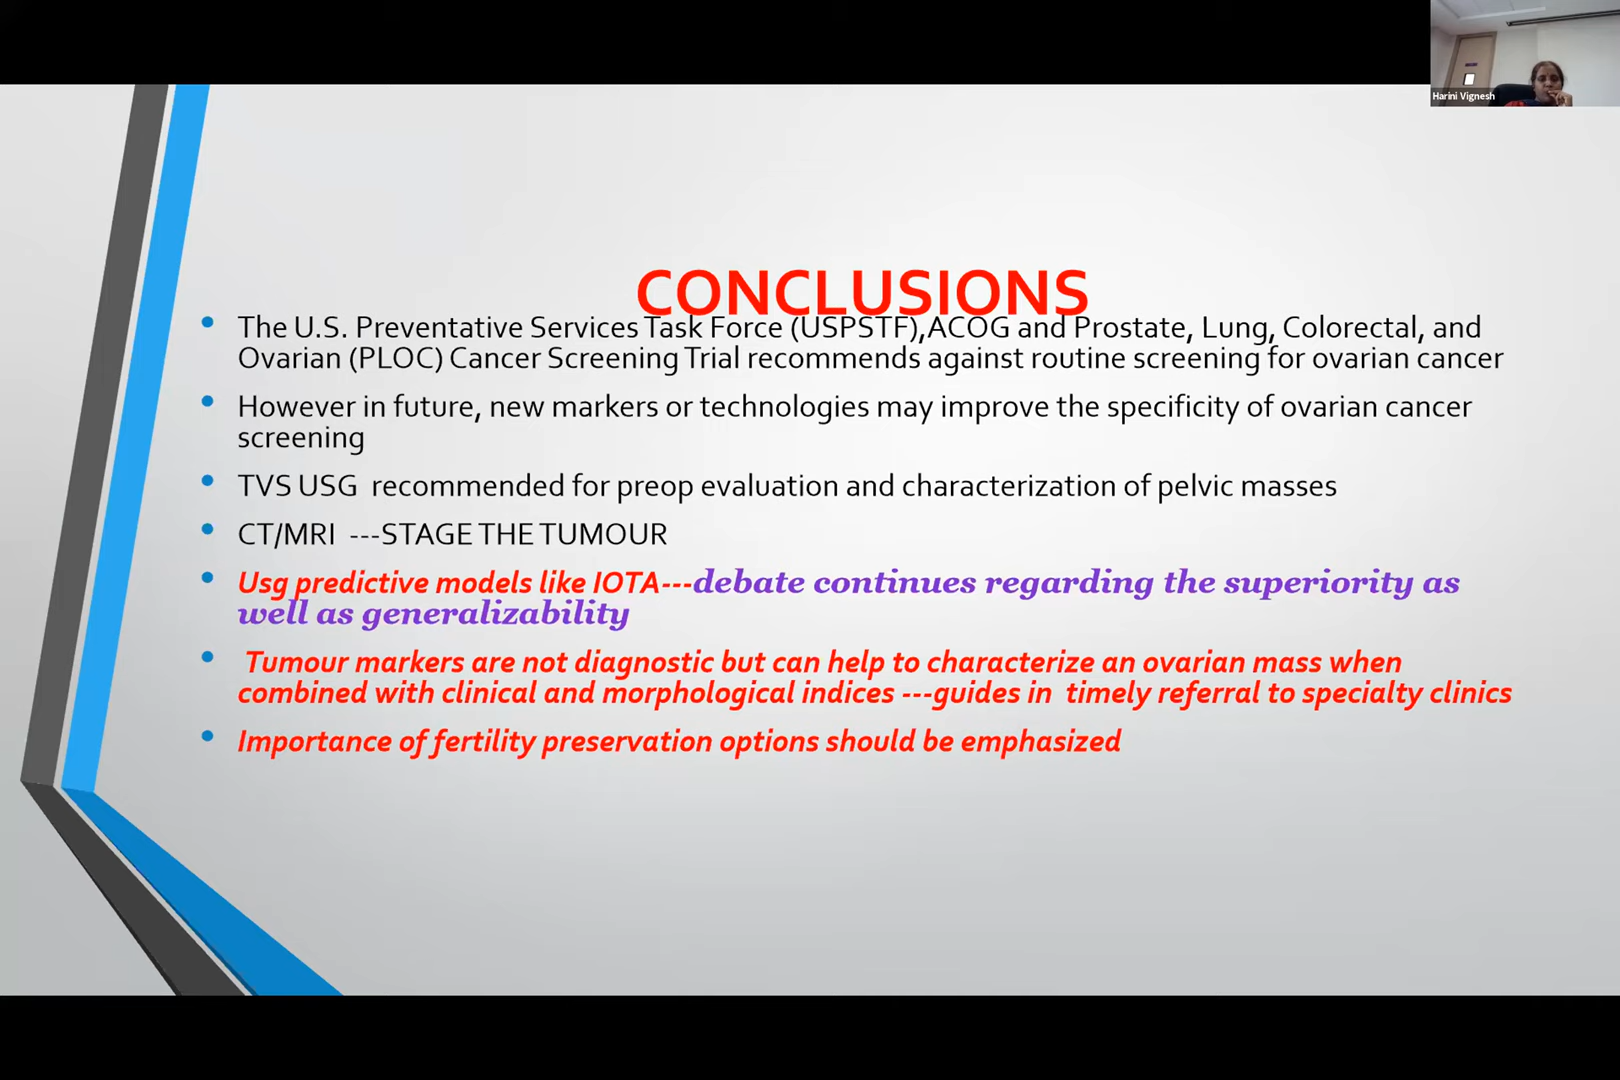 Harini Vignesh
CONCLUSIONS
• The U.S. Preventative Services Task Force (USPSTF),ACOG and Prostate, Lung, Colorectal, and
Ovarian (PLOC) Cancer Screening Trial recommends against routine screening for ovarian cancer
• However in future, new markers or technologies may improve the specificity of ovarian cancer
screening
• TVS USG recommended for preop evaluation and characterization of pelvic masses
• CT/MRI ---STAGE THE TUMOUR
• Usg predictive models like IOTA---debate continues regarding the superiority as
well as generalizability
• Tumour markers are not diagnostic but can help to characterize an ovarian mass when
combined with clinical and morphological indices ---guides in timely referral to specialty clinics
• Importance of fertility preservation options should be emphasized